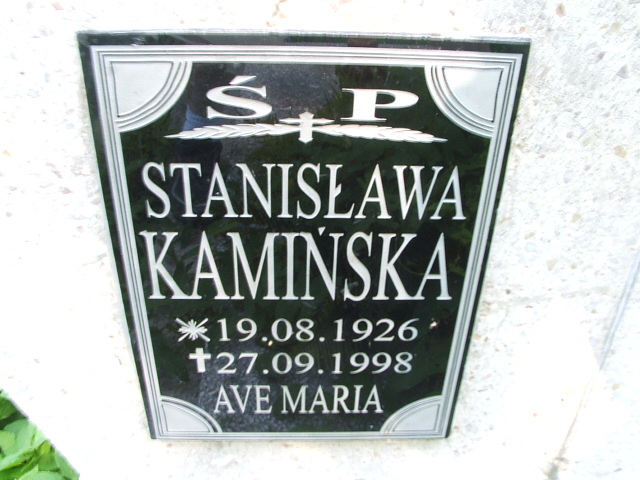 Ś P
STANISŁAWA
KAMIŃSKA
19.08.1926
27.09.1998
AVE MARIA